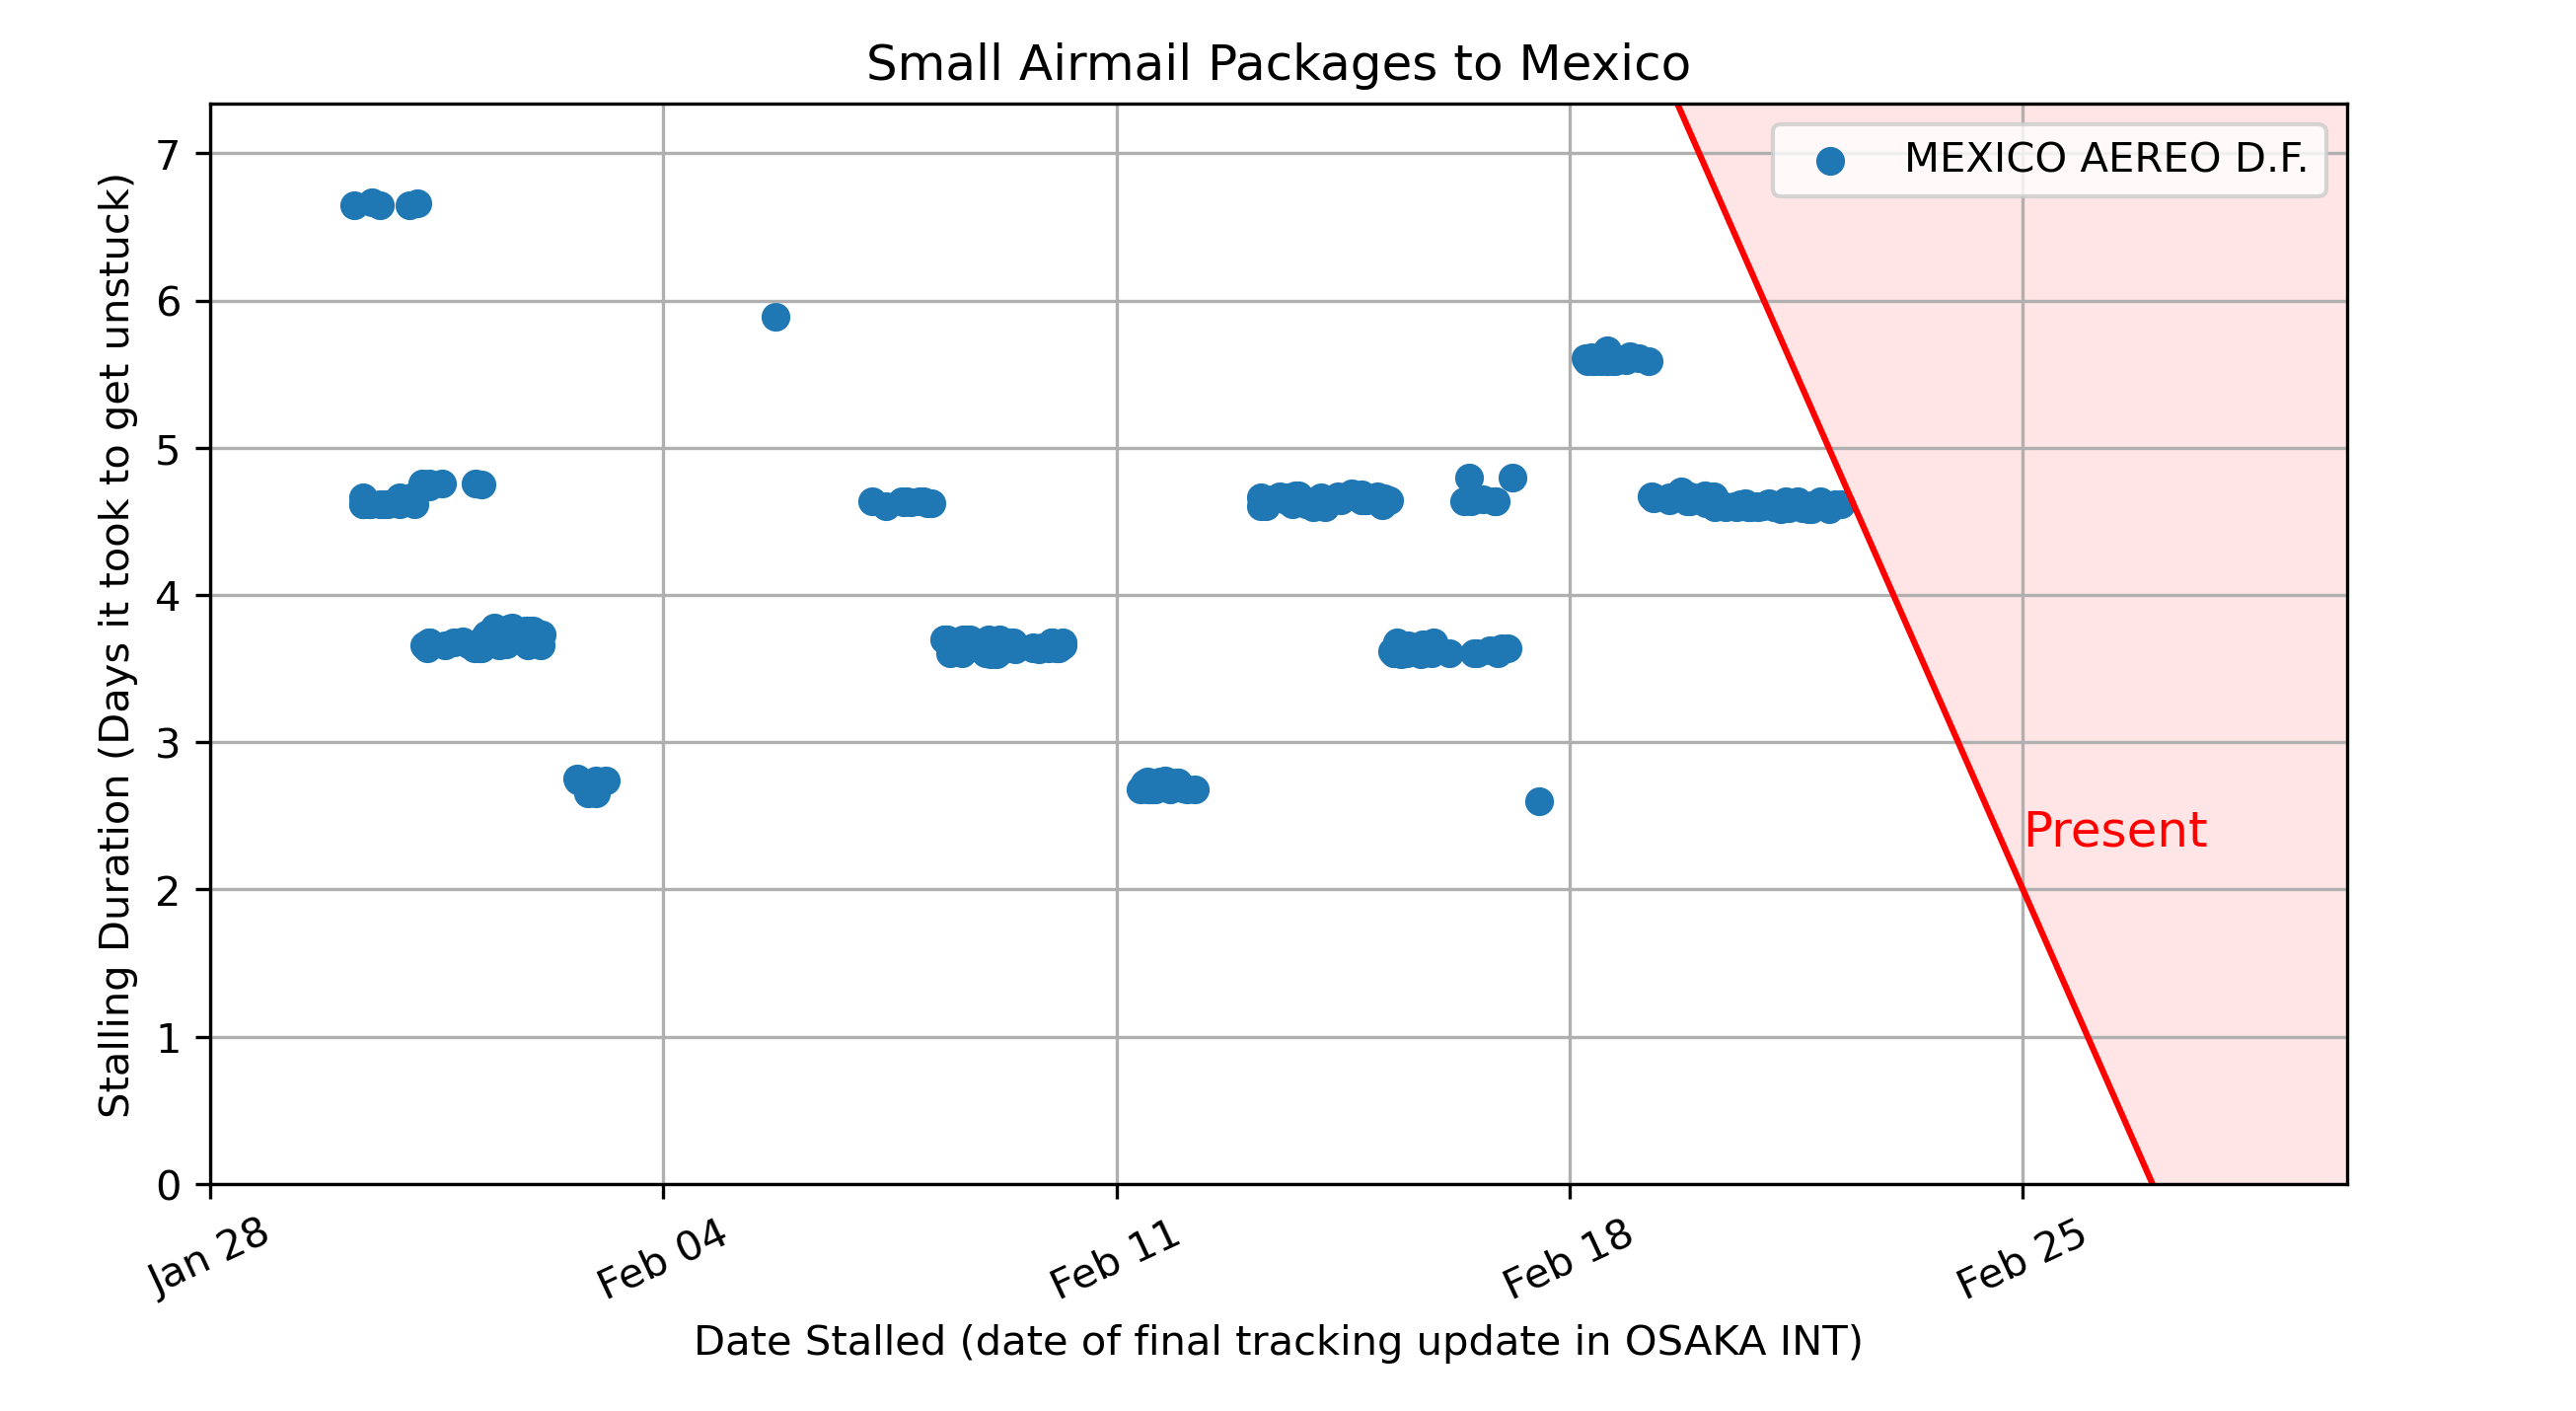 Small Airmail Packages to Mexico
MEXICO AEREO D.F.
Stalling Duration (Days it took to get unstuck)
7
6
5
4
3
2
1
0
Present
Jan 28
Feb 04
Feb 11
Feb 18
Feb 25
Date Stalled (date of final tracking update in OSAKA INT)